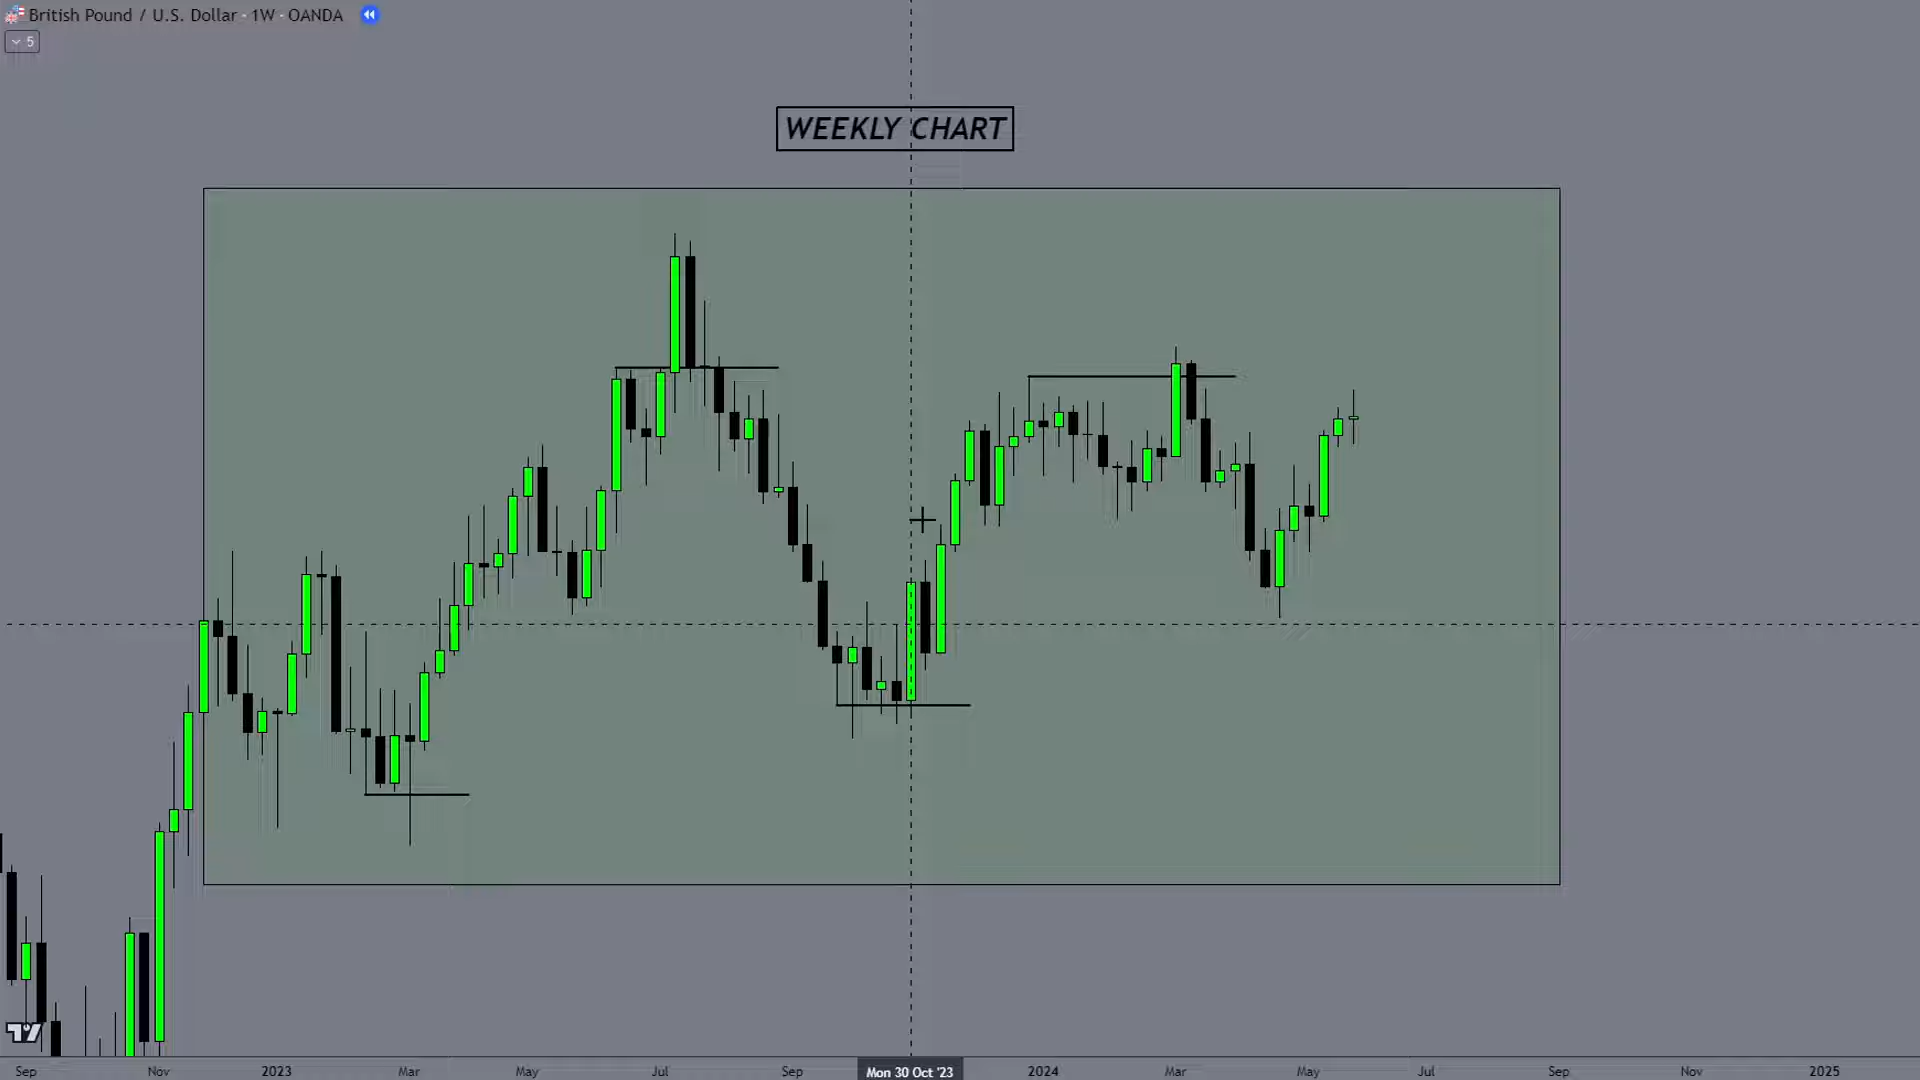 British Pound / U.S. Dollar · 1W · OANDA
5
WEEKLY CHART
Sep Nov 2023 Mar May Jul Sep Mon 30 Oct '23 2024 Mar May Jul Sep Nov 2025